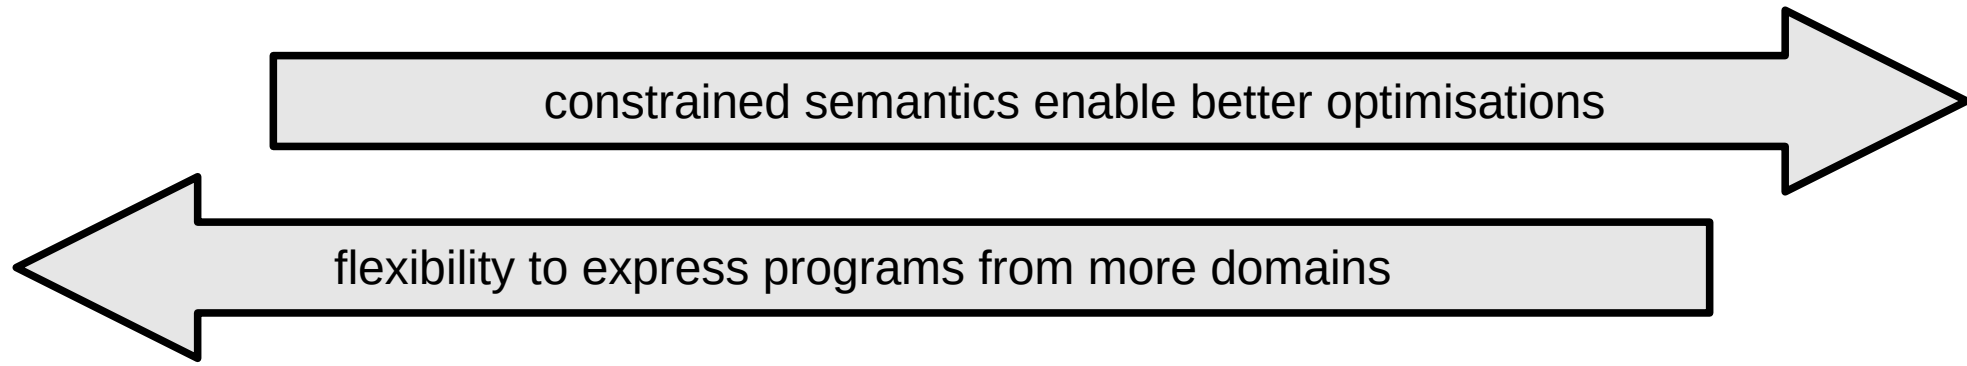 constrained semantics enable better optimisations
flexibility to express programs from more domains